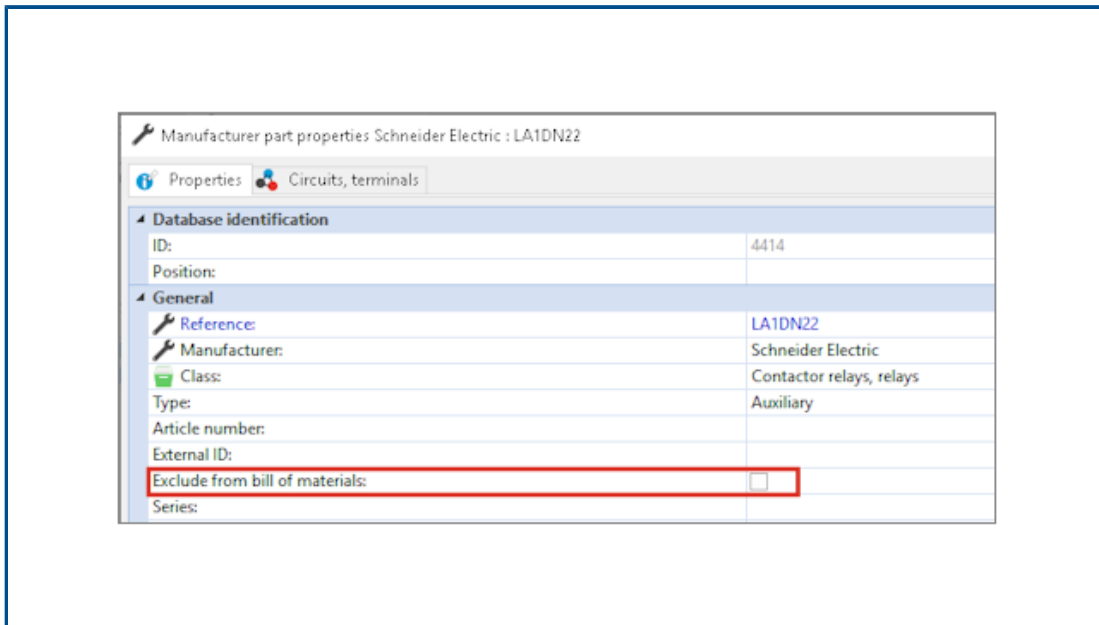 Manufacturer part properties Schneider Electric : LA1DN22
Properties Circuits, terminals
Database identification
ID: 4414
Position:
General
Reference: LA1DN22
Manufacturer: Schneider Electric
Class: Contactor relays, relays
Type: Auxiliary
Article number:
External ID:
Exclude from bill of materials:
Series: